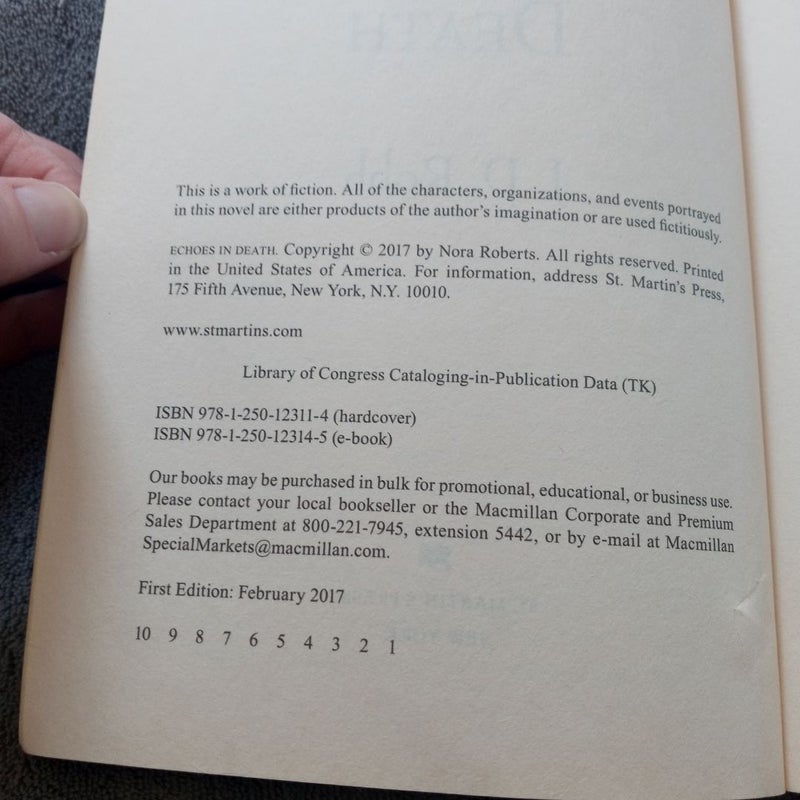 This is a work of fiction. All of the characters, organizations, and events portrayed
in this novel are either products of the author's imagination or are used fictitiously.
ECHOES IN DEATH. Copyright © 2017 by Nora Roberts. All rights reserved. Printed
in the United States of America. For information, address St. Martin's Press,
175 Fifth Avenue, New York, N.Y. 10010.
www.stmartins.com
Library of Congress Cataloging-in-Publication Data (TK)
ISBN 978-1-250-12311-4 (hardcover)
ISBN 978-1-250-12314-5 (e-book)
Our books may be purchased in bulk for promotional, educational, or business use.
Please contact your local bookseller or the Macmillan Corporate and Premium
Sales Department at 800-221-7945, extension 5442, or by e-mail at Macmillan
SpecialMarkets@macmillan.com.
First Edition: February 2017
10 9 8 7 6 5 4 3 2 1